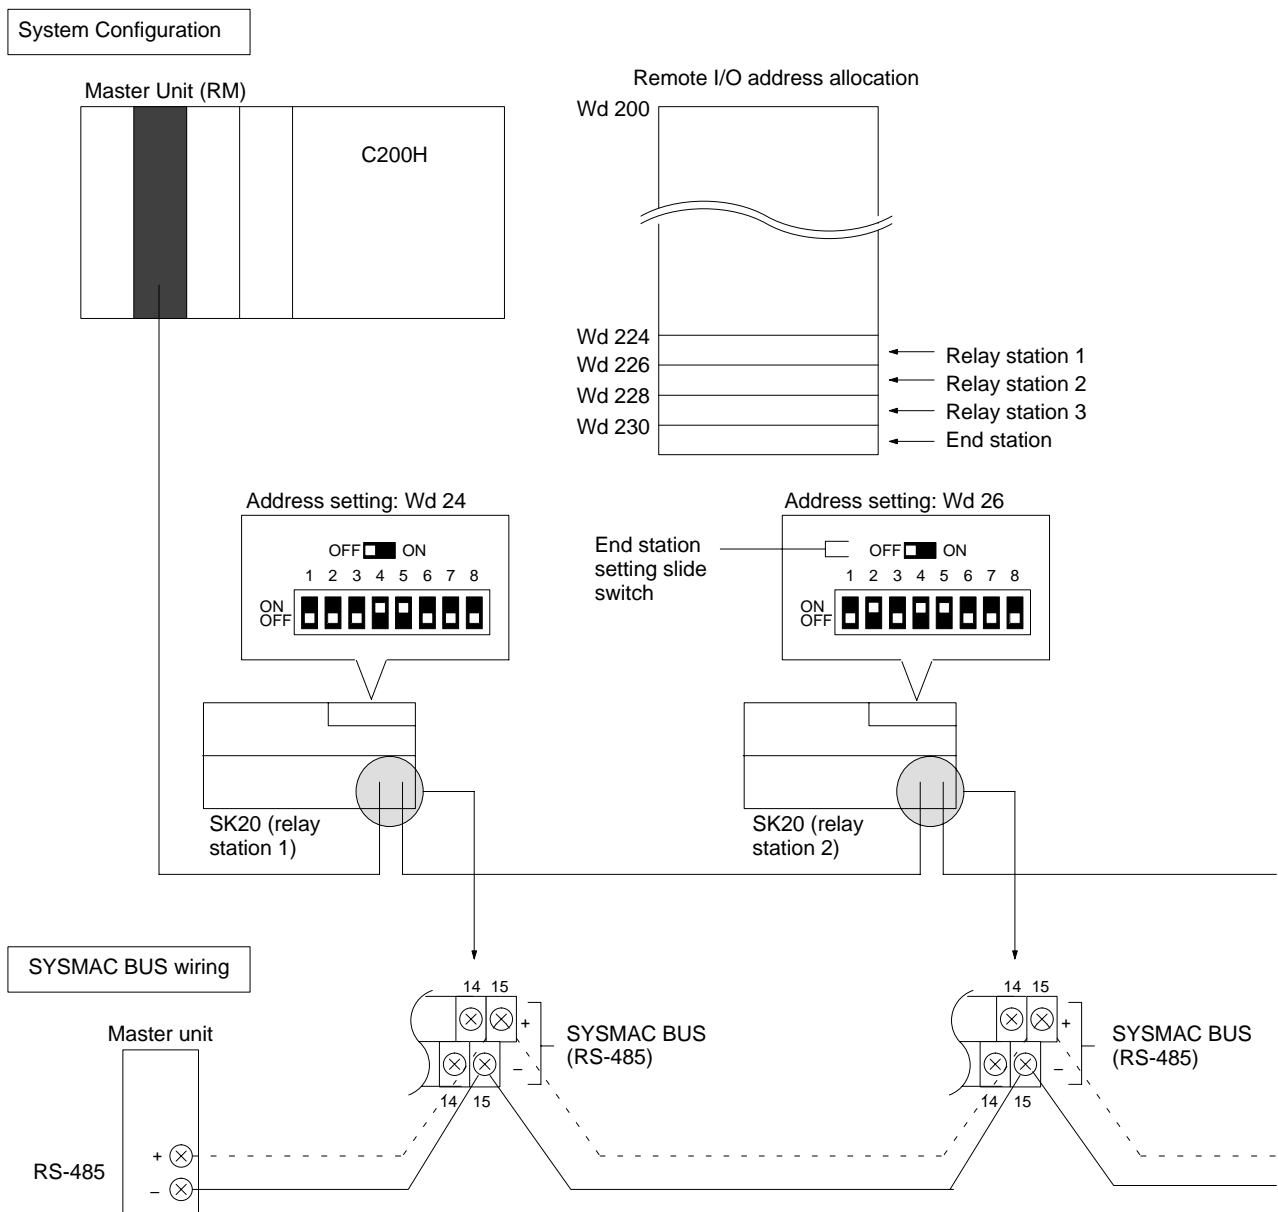 System Configuration
Master Unit (RM)
C200H
Remote I/O address allocation
Wd 200
Wd 224
Wd 226
Wd 228
Wd 230
Relay station 1
Relay station 2
Relay station 3
End station
Address setting: Wd 24
OFF ON
1 2 3 4 5 6 7 8
ON
OFF
SK20 (relay
station 1)
End station
setting slide
switch
Address setting: Wd 26
OFF ON
1 2 3 4 5 6 7 8
ON
OFF
SK20 (relay
station 2)
SYSMAC BUS wiring
Master unit
RS-485
+
–
14 15
+
–
14 15
SYSMAC BUS
(RS-485)
14 15
+
–
14 15
SYSMAC BUS
(RS-485)